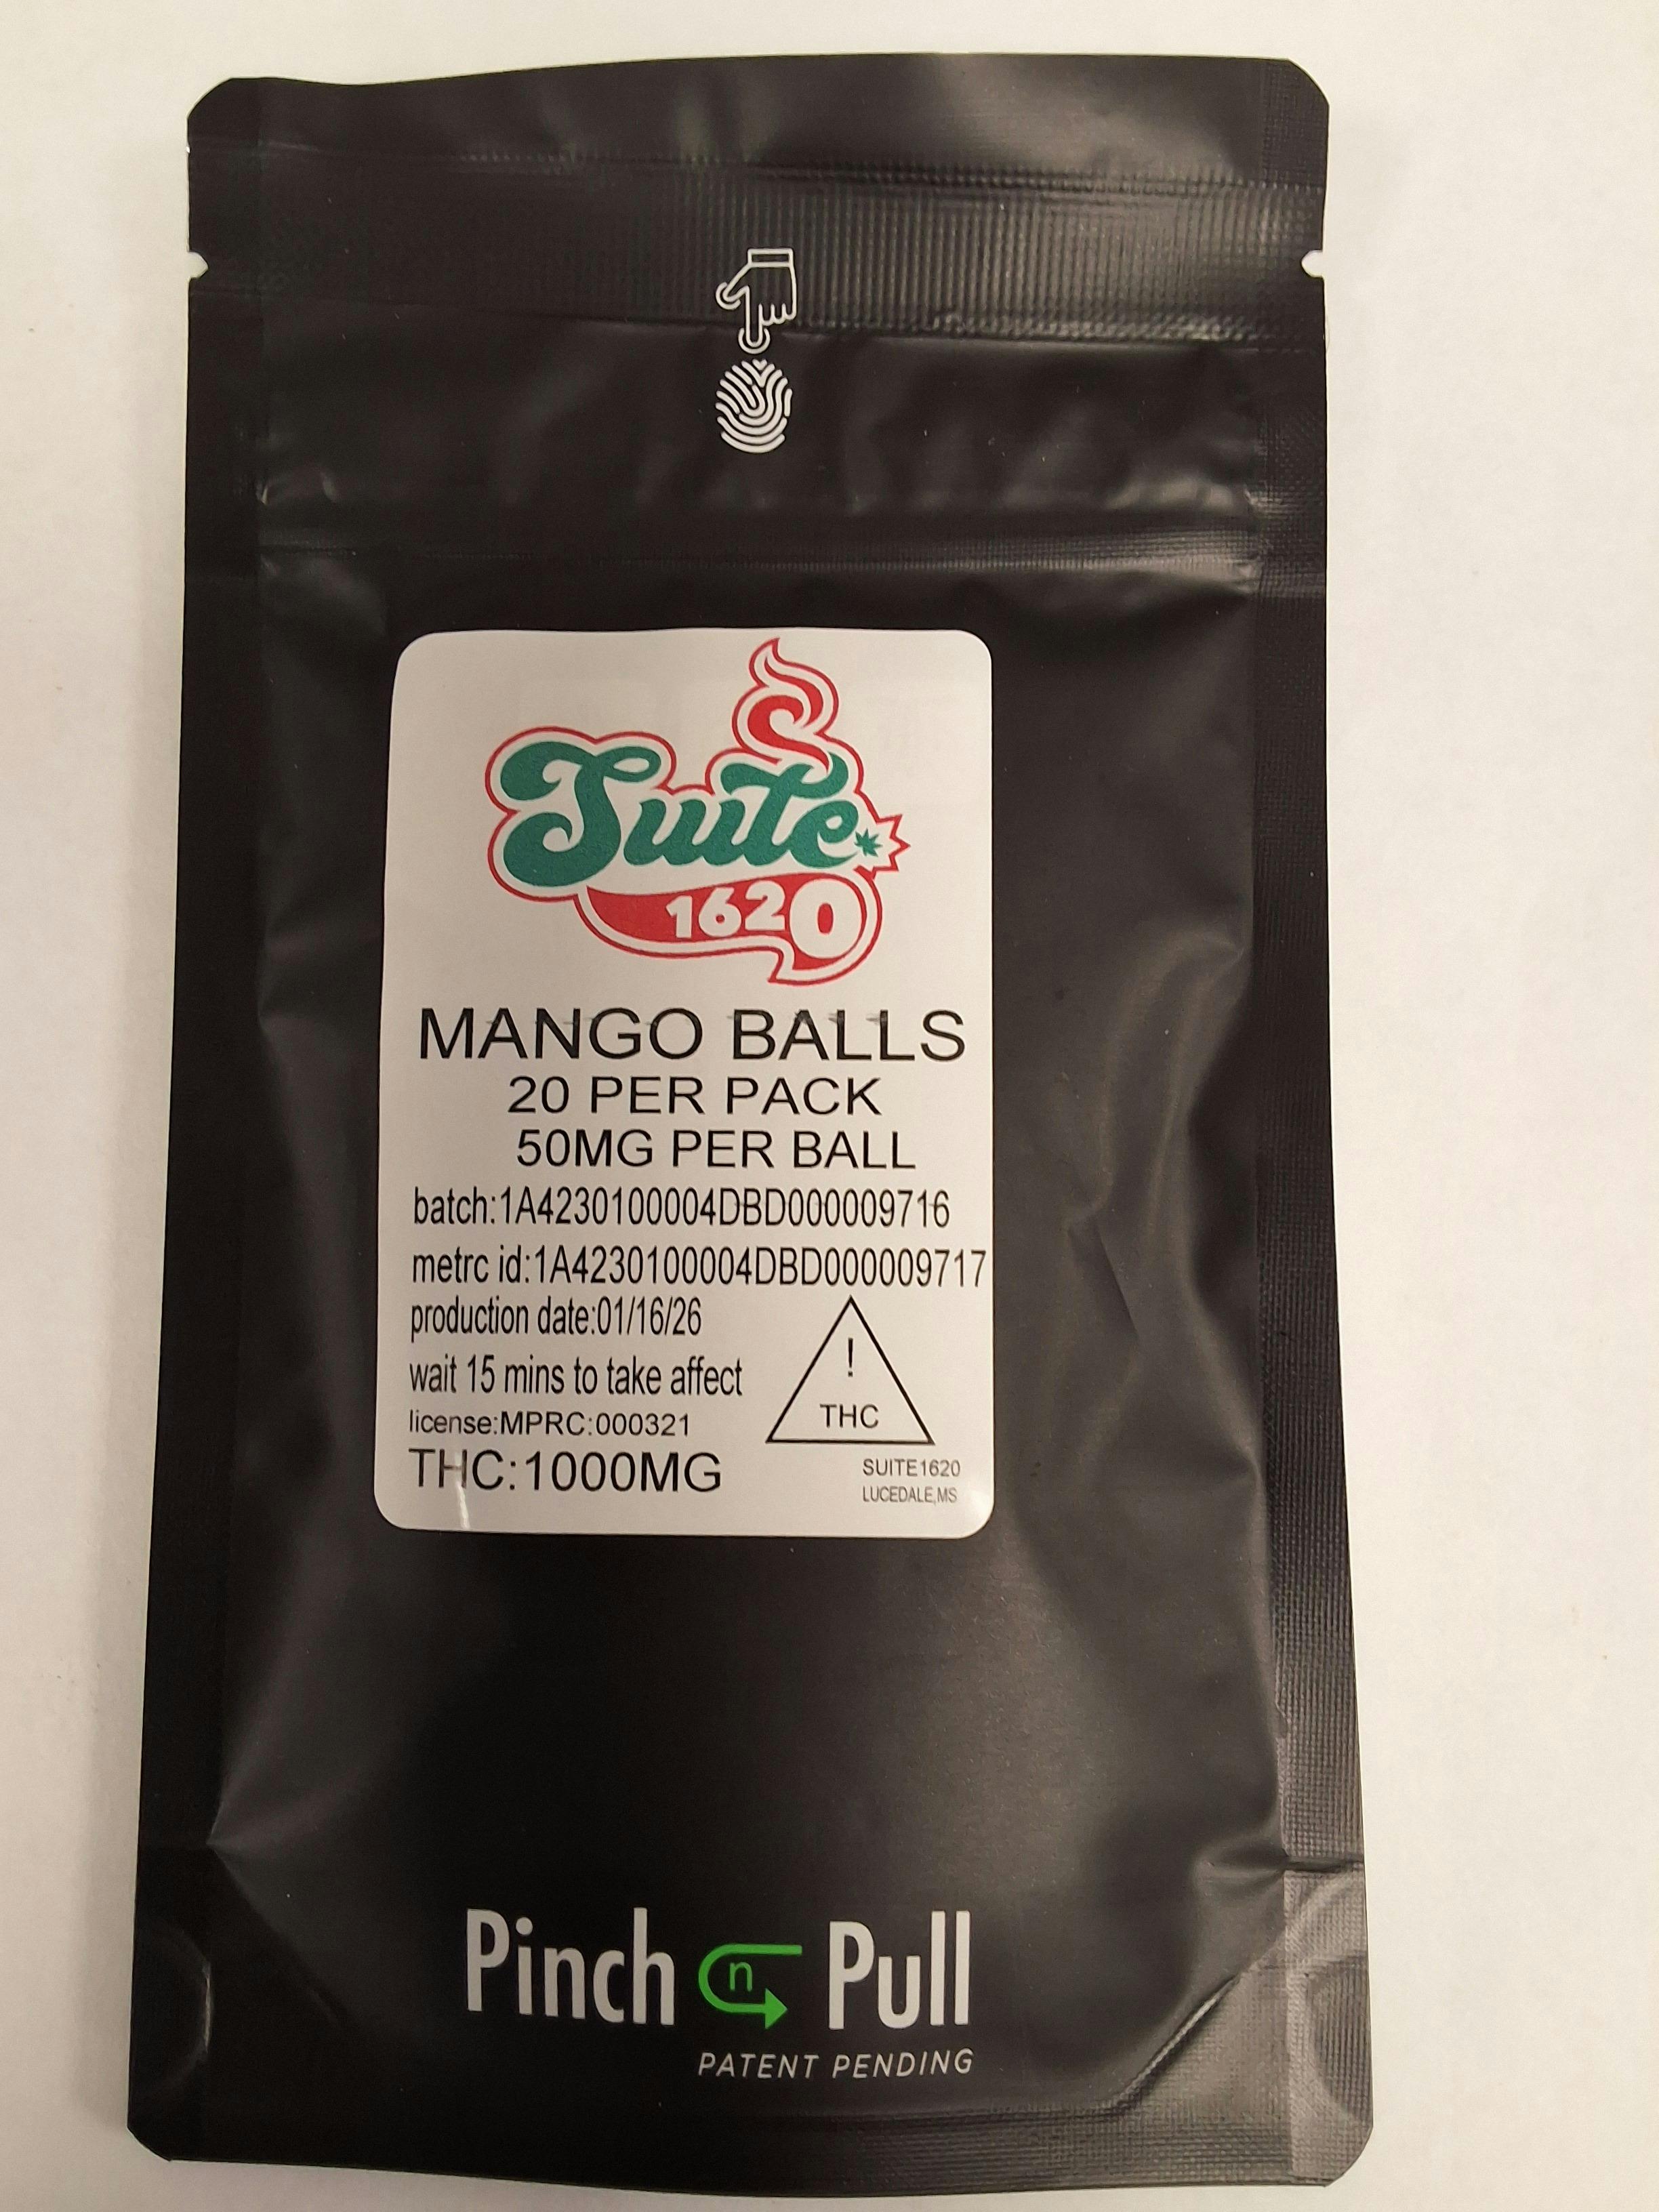 Suite
1620
MANGO BALLS
20 PER PACK
50MG PER BALL
batch:1A4230100004DBD000009716
metrc id:1A4230100004DBD000009717
production date:01/16/26
wait 15 mins to take affect
license:MPRC:000321
THC:1000MG
!
THC
SUITE1620
LUCEDALE,MS
Pinch n Pull
PATENT PENDING